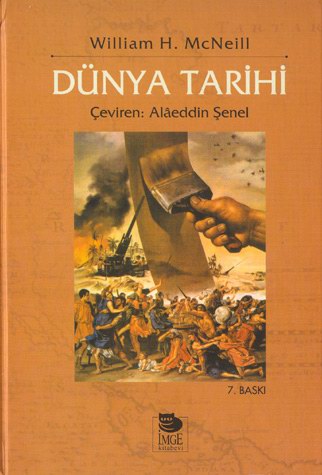 William H. McNeill
DÜNYA TARİHİ
Çeviren: Alâeddin Şenel
7. BASKI
İMGE
kitabevi